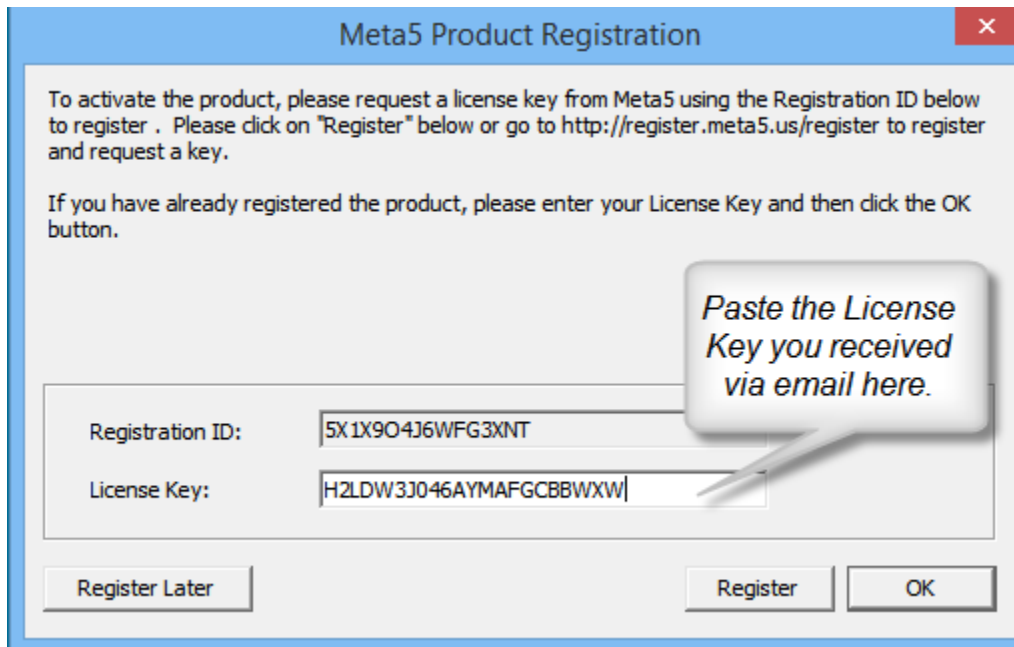 Meta5 Product Registration
To activate the product, please request a license key from Meta5 using the Registration ID below
to register . Please click on "Register" below or go to http://register.meta5.us/register to register
and request a key.
If you have already registered the product, please enter your License Key and then click the OK
button.
Paste the License
Key you received
via email here.
Registration ID:
5X1X9O4J6WFG3XNT
License Key:
H2LDW3J046AYMAFGCBBWXW
Register Later
Register
OK